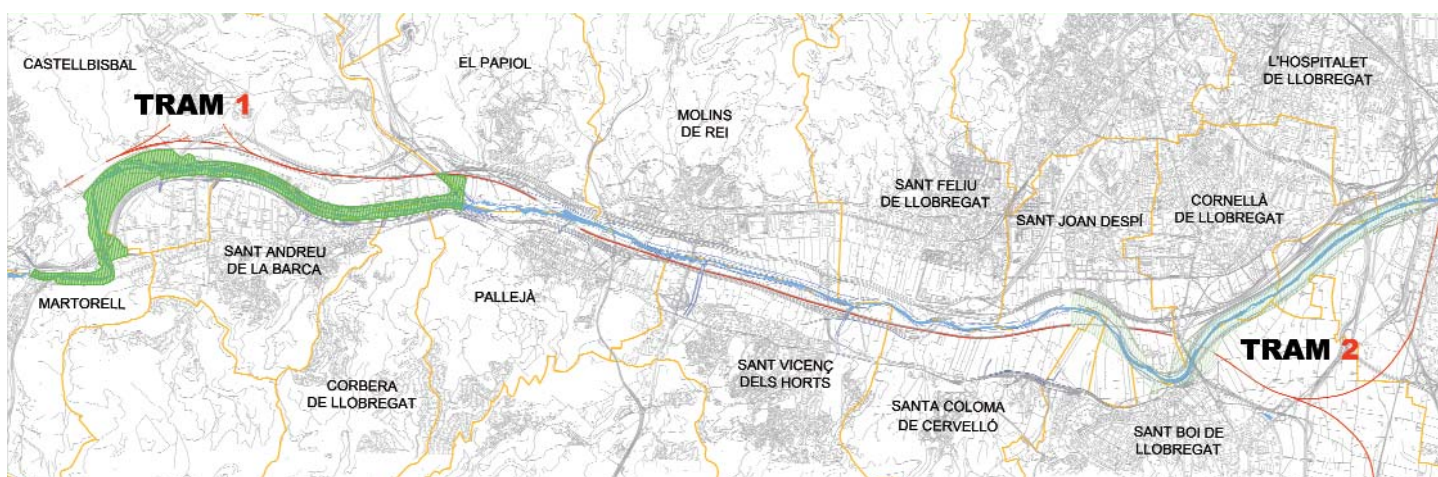 CASTELLBISBAL
TRAM 1
EL PAPIOL
MOLINS
DE REI
L'HOSPITALET
DE LLOBREGAT
SANT FELIU
DE LLOBREGAT
SANT JOAN DESPÍ
CORNELLÀ
DE LLOBREGAT
SANT ANDREU
DE LA BARCA
MARTORELL
PALLEJÀ
CORBERA
DE LLOBREGAT
SANT VICENÇ
DELS HORTS
SANTA COLOMA
DE ÇERVELLÓ
TRAM 2
SANT BOI DE
LLOBREGAT